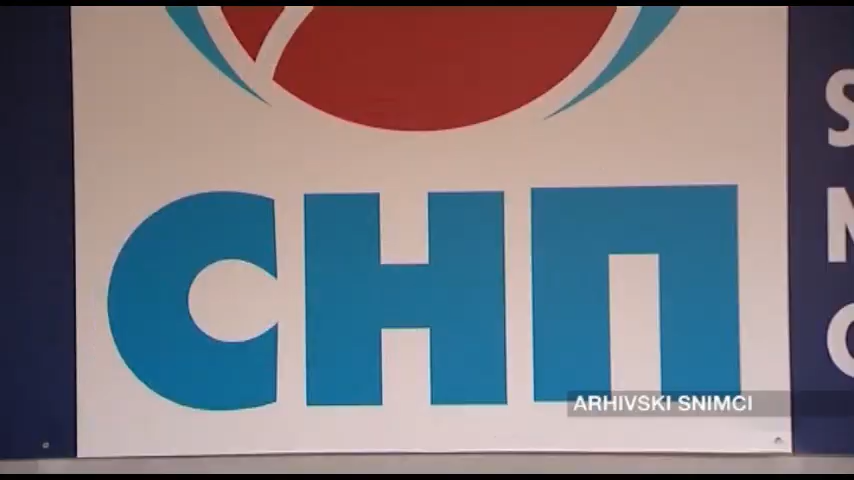 СНП
ARHIVSKI SNIMCI